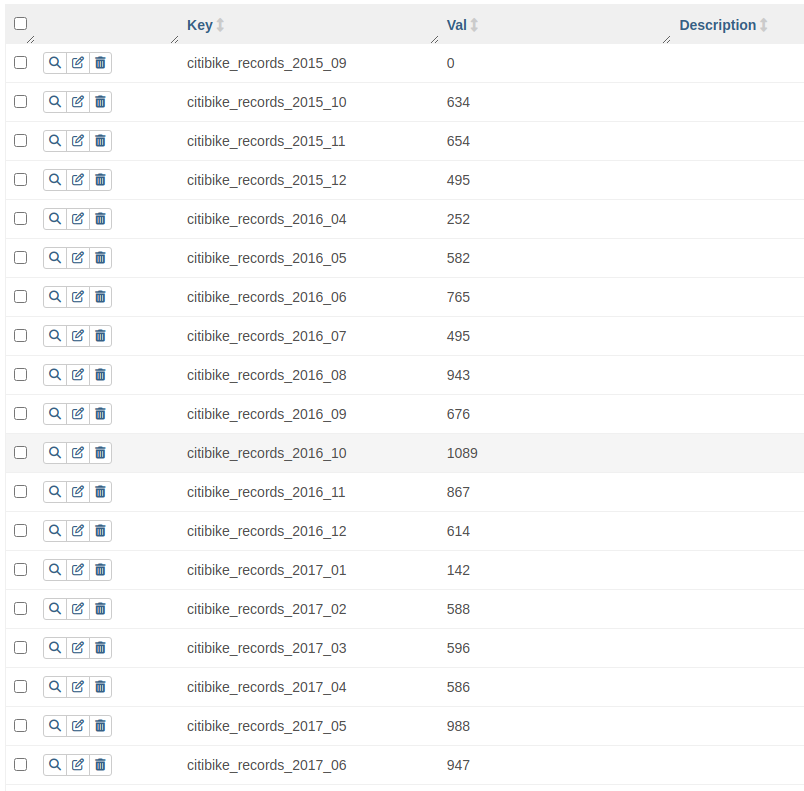 Key Val Description
citibike_records_2015_09 0
citibike_records_2015_10 634
citibike_records_2015_11 654
citibike_records_2015_12 495
citibike_records_2016_04 252
citibike_records_2016_05 582
citibike_records_2016_06 765
citibike_records_2016_07 495
citibike_records_2016_08 943
citibike_records_2016_09 676
citibike_records_2016_10 1089
citibike_records_2016_11 867
citibike_records_2016_12 614
citibike_records_2017_01 142
citibike_records_2017_02 588
citibike_records_2017_03 596
citibike_records_2017_04 586
citibike_records_2017_05 988
citibike_records_2017_06 947